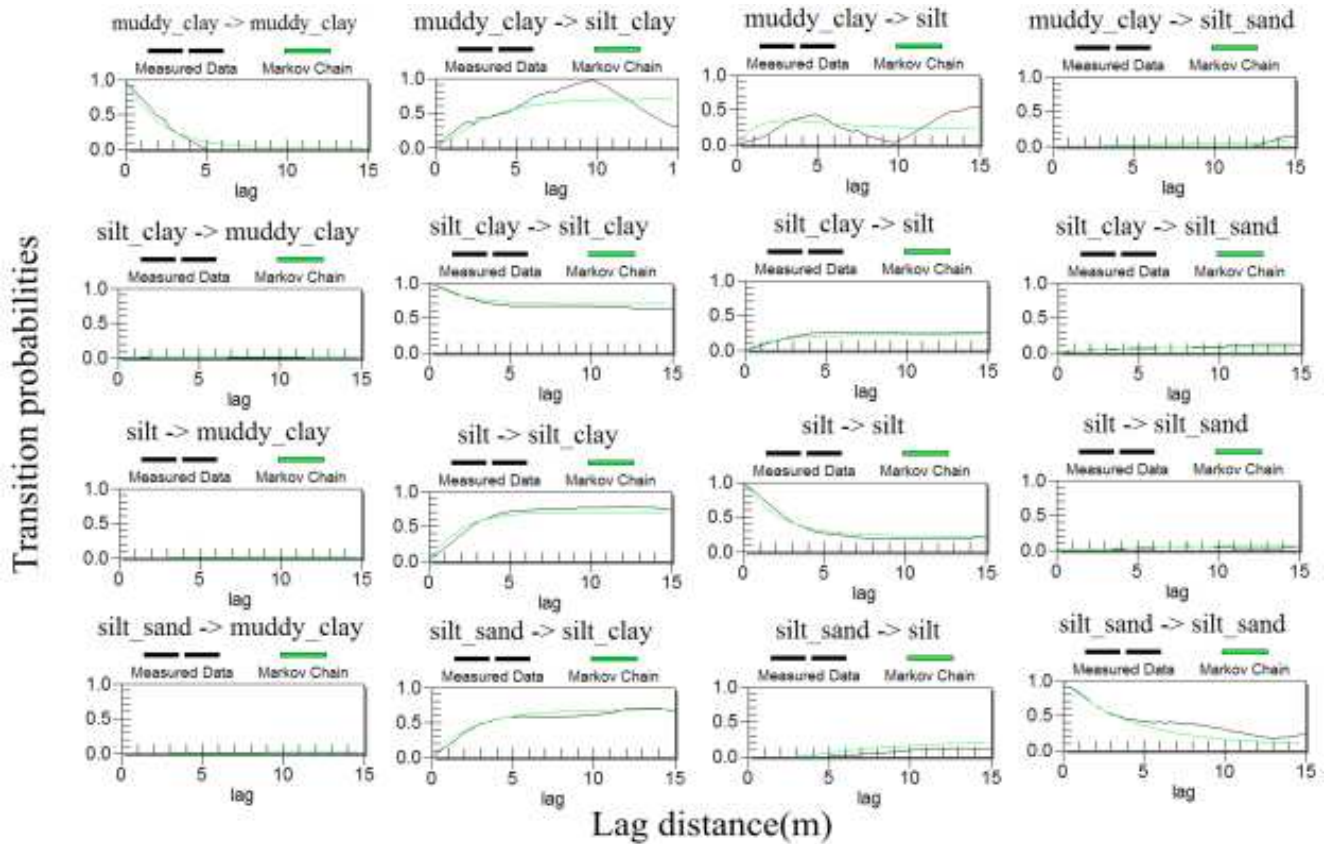 muddy_clay -> muddy_clay
Measured Data Markov Chain
1.0
0.5
0.0
0 5 10 15
lag
muddy_clay -> silt_clay
Measured Data Markov Chain
1.0
0.5
0.0
0 5 10 1
lag
muddy_clay -> silt
Measured Data Markov Chain
1.0
0.5
0.0
0 5 10 15
lag
muddy_clay -> silt_sand
Measured Data Markov Chain
1.0
0.5
0.0
0 5 10 15
lag
Transition probabilities
silt_clay -> muddy_clay
Measured Data Markov Chain
1.0
0.5
0.0
0 5 10 15
lag
silt_clay -> silt_clay
Measured Data Markov Chain
1.0
0.5
0.0
0 5 10 15
lag
silt_clay -> silt
Measured Data Markov Chain
1.0
0.5
0.0
0 5 10 15
lag
silt_clay -> silt_sand
Measured Data Markov Chain
1.0
0.5
0.0
0 5 10 15
lag
silt -> muddy_clay
Measured Data Markov Chain
1.0
0.5
0.0
0 5 10 15
lag
silt -> silt_clay
Measured Data Markov Chain
1.0
0.5
0.0
0 5 10 15
lag
silt -> silt
Measured Data Markov Chain
1.0
0.5
0.0
0 5 10 15
lag
silt -> silt_sand
Measured Data Markov Chain
1.0
0.5
0.0
0 5 10 15
lag
silt_sand -> muddy_clay
Measured Data Markov Chain
1.0
0.5
0.0
0 5 10 15
lag
silt_sand -> silt_clay
Measured Data Markov Chain
1.0
0.5
0.0
0 5 10 15
lag
silt_sand -> silt
Measured Data Markov Chain
1.0
0.5
0.0
0 5 10 15
lag
silt_sand -> silt_sand
Measured Data Markov Chain
1.0
0.5
0.0
0 5 10 15
lag
Lag distance(m)